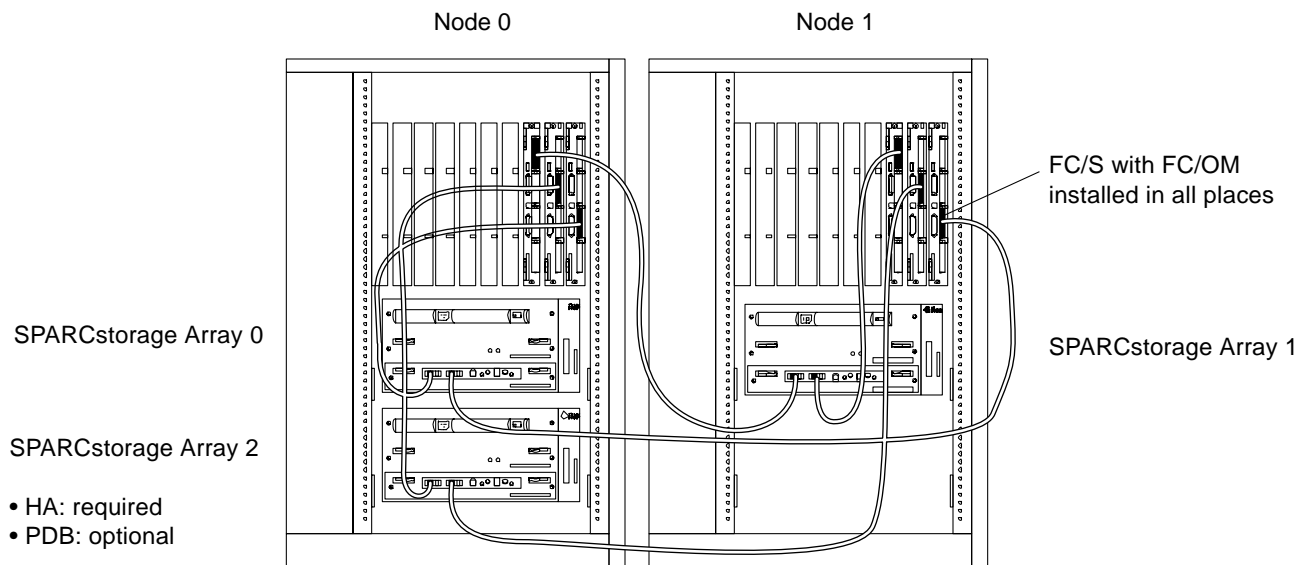 Node 0
Node 1
FC/S with FC/OM
installed in all places
SPARCstorage Array 0
SPARCstorage Array 1
SPARCstorage Array 2
• HA: required
• PDB: optional